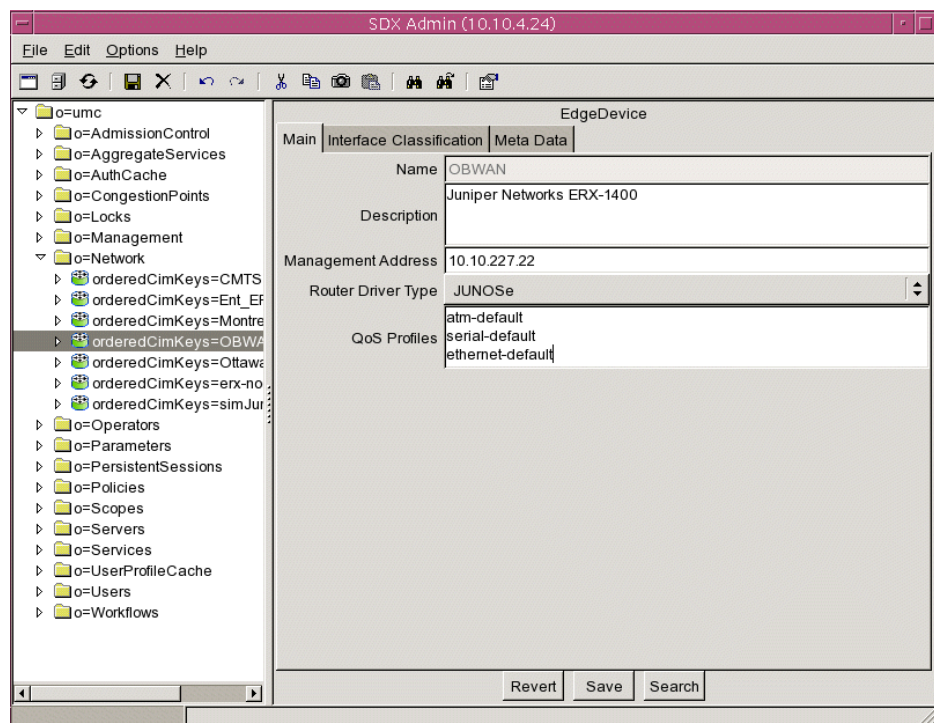 SDX Admin (10.10.4.24)
File Edit Options Help
o=umc
o=AdmissionControl
o=AggregateServices
o=AuthCache
o=CongestionPoints
o=Locks
o=Management
o=Network
orderedCimKeys=CMTS
orderedCimKeys=Ent_EF
orderedCimKeys=Montre
orderedCimKeys=OBWA
orderedCimKeys=Ottawa
orderedCimKeys=erx-no
orderedCimKeys=simJur
o=Operators
o=Parameters
o=PersistentSessions
o=Policies
o=Scopes
o=Servers
o=Services
o=UserProfileCache
o=Users
o=Workflows
EdgeDevice
Main Interface Classification Meta Data
Name OBWAN
Description Juniper Networks ERX-1400
Management Address 10.10.227.22
Router Driver Type JUNOSe
QoS Profiles
atm-default
serial-default
ethernet-default
Revert Save Search